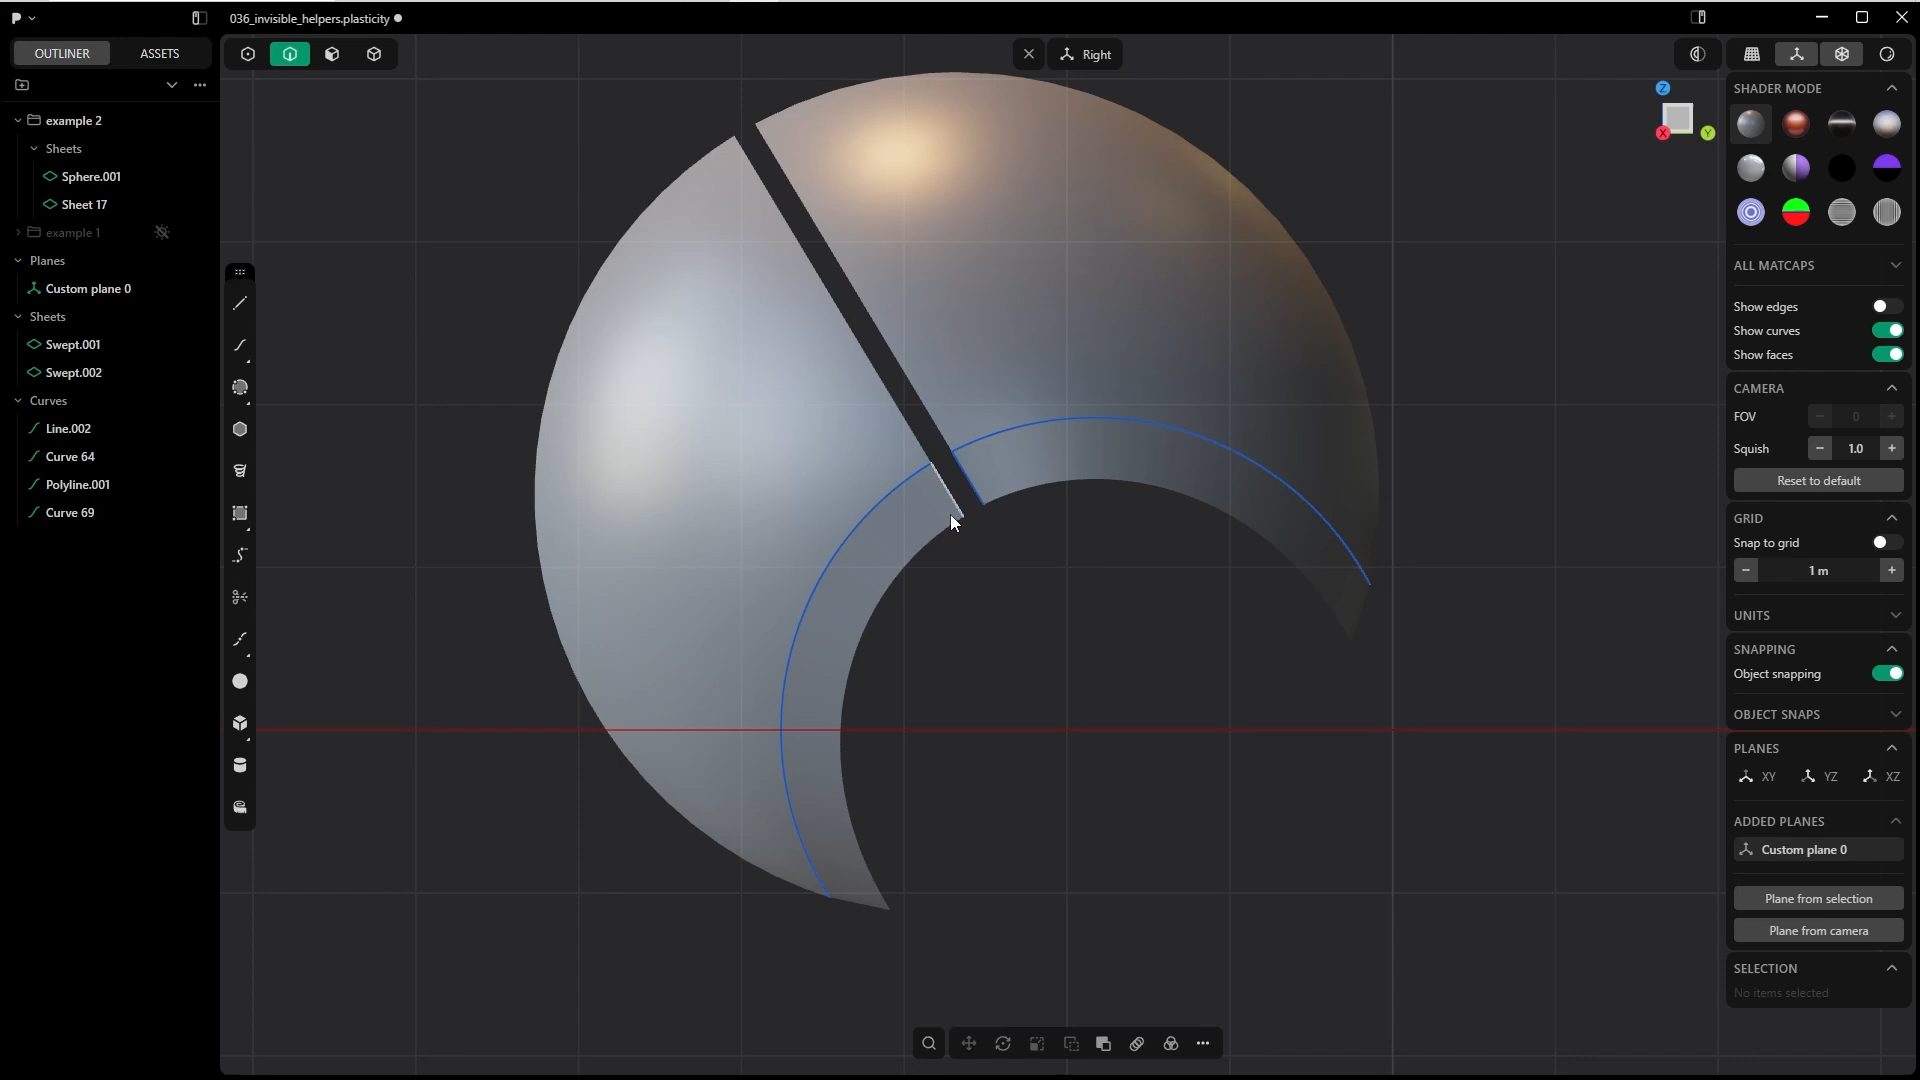 036_invisible_helpers.plasticity
OUTLINER
ASSETS
example 2
Sheets
Sphere.001
Sheet 17
example 1
Planes
Custom plane 0
Sheets
Swept.001
Swept.002
Curves
Line.002
Curve 64
Polyline.001
Curve 69
Right
Z
X
Y
SHADER MODE
ALL MATCAPS
Show edges
Show curves
Show faces
CAMERA
FOV
0
Squish
1.0
Reset to default
GRID
Snap to grid
1 m
UNITS
SNAPPING
Object snapping
OBJECT SNAPS
PLANES
XY
YZ
XZ
ADDED PLANES
Custom plane 0
Plane from selection
Plane from camera
SELECTION
No items selected